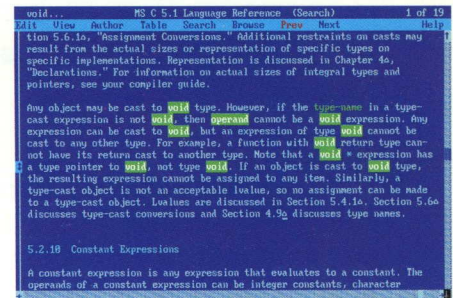 void... MS C 5.1 Language Reference (Search) 1 of 19
Edit View Author Table Search Browse Prev Next Help
tion 5.6.1△, "Assignment Conversions." Additional restraints on casts may
result from the actual sizes or representation of specific types on
specific implementations. Representation is discussed in Chapter 4△,
"Declarations." For information on actual sizes of integral types and
pointers, see your compiler guide.
Any object may be cast to void type. However, if the type-name in a type-
cast expression is not void, then operand cannot be a void expression. Any
expression can be cast to void, but an expression of type void cannot be
cast to any other type. For example, a function with void return type can-
not have its return cast to another type. Note that a void * expression has
a type pointer to void, not type void. If an object is cast to void type,
the resulting expression cannot be assigned to any item. Similarly, a
type-cast object is not an acceptable lvalue, so no assignment can be made
to a type-cast object. Lvalues are discussed in Section 5.4.1△. Section 5.6△
discusses type-cast conversions and Section 4.9△ discusses type names.
5.2.10 Constant Expressions
A constant expression is any expression that evaluates to a constant. The
operands of a constant expression can be integer constants, character